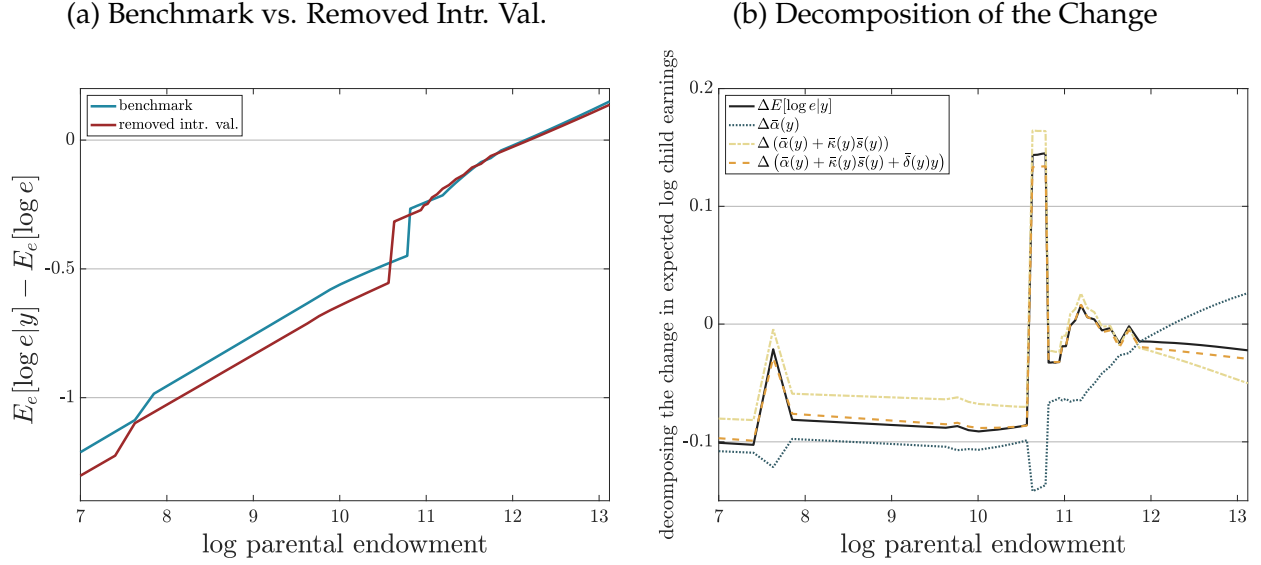 (a) Benchmark vs. Removed Intr. Val.
benchmark
removed intr. val.
0
-0.5
-1
E_e[log e|y] − E_e[log e]
7 8 9 10 11 12 13
log parental endowment
(b) Decomposition of the Change
ΔE[log e|y]
Δᾱ(y)
Δ (ᾱ(y) + κ̄(y)s̄(y))
Δ (ᾱ(y) + κ̄(y)s̄(y) + δ̄(y)y)
0.2
0.1
0
-0.1
decomposing the change in expected log child earnings
7 8 9 10 11 12 13
log parental endowment